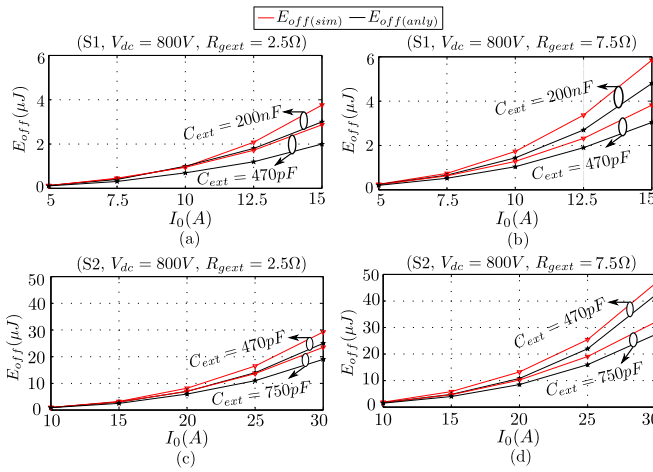 E_off(sim) E_off(anly)
(S1, V_dc = 800V, R_gext = 2.5Ω)
E_off(μJ)
6
4
2
0
C_ext = 200nF
C_ext = 470pF
5 7.5 10 12.5 15
I_0(A)
(a)
(S1, V_dc = 800V, R_gext = 7.5Ω)
E_off(μJ)
6
4
2
0
C_ext = 200nF
C_ext = 470pF
5 7.5 10 12.5 15
I_0(A)
(b)
(S2, V_dc = 800V, R_gext = 2.5Ω)
E_off(μJ)
50
40
30
20
10
0
C_ext = 470pF
C_ext = 750pF
10 15 20 25 30
I_0(A)
(c)
(S2, V_dc = 800V, R_gext = 7.5Ω)
E_off(μJ)
50
40
30
20
10
0
C_ext = 470pF
C_ext = 750pF
10 15 20 25 30
I_0(A)
(d)